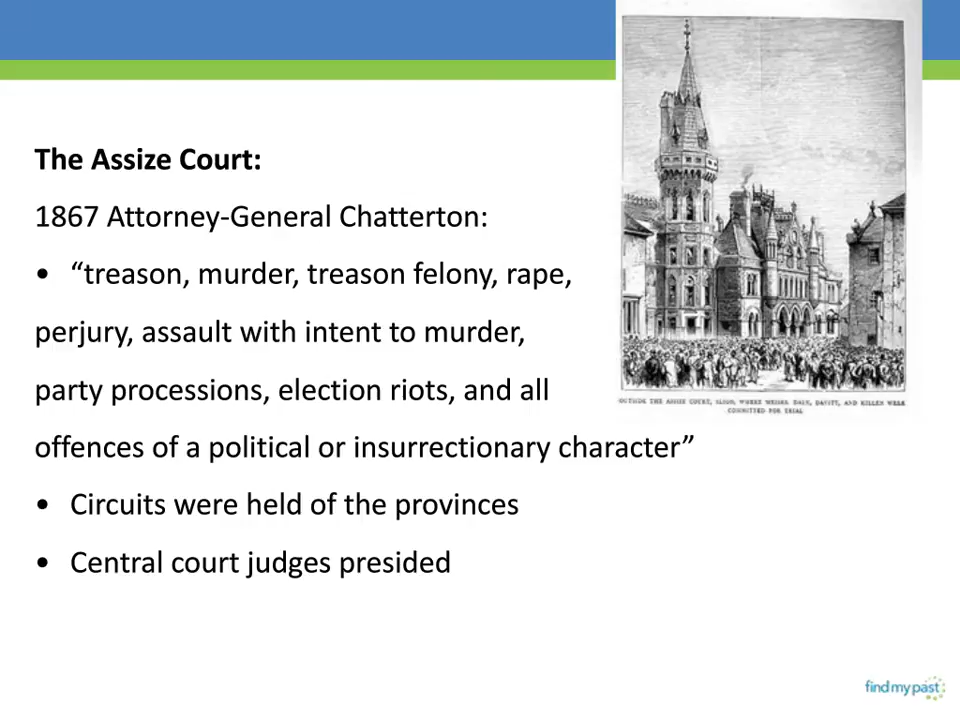 The Assize Court:
1867 Attorney-General Chatterton:
• “treason, murder, treason felony, rape,
perjury, assault with intent to murder,
party processions, election riots, and all
offences of a political or insurrectionary character”
• Circuits were held of the provinces
• Central court judges presided
OUTSIDE THE ASSIZE COURT, SLIGO, WHERE MESSRS. DALY, DAVITT, AND KILLEN WERE
COMMITTED FOR TRIAL
findmypast